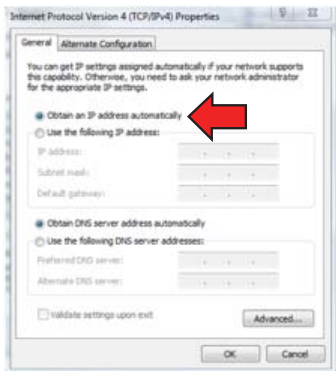 Internet Protocol Version 4 (TCP/IPv4) Properties
General
Alternate Configuration
You can get IP settings assigned automatically if your network supports
this capability. Otherwise, you need to ask your network administrator
for the appropriate IP settings.
Obtain an IP address automatically
Use the following IP address:
IP address:
Subnet mask:
Default gateway:
Obtain DNS server address automatically
Use the following DNS server addresses:
Preferred DNS server:
Alternate DNS server:
Validate settings upon exit
Advanced...
OK
Cancel